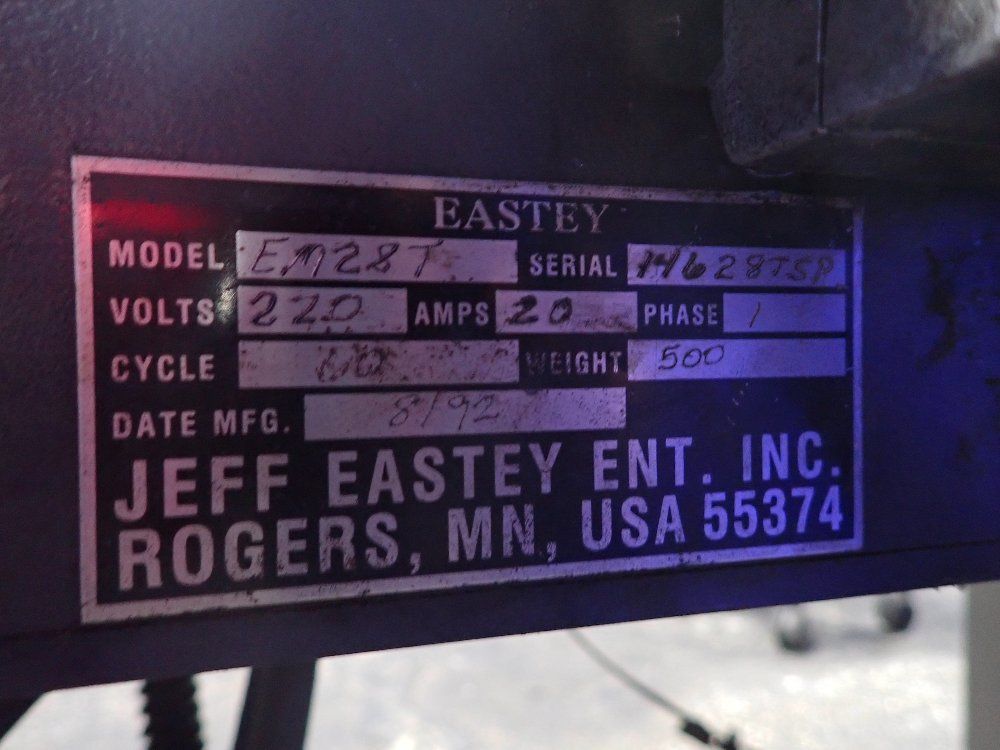 EASTEY
MODEL EM28T SERIAL 14628TSP
VOLTS 220 AMPS 20 PHASE 1
CYCLE 60 WEIGHT 500
DATE MFG. 8/92
JEFF EASTEY ENT. INC.
ROGERS, MN, USA 55374